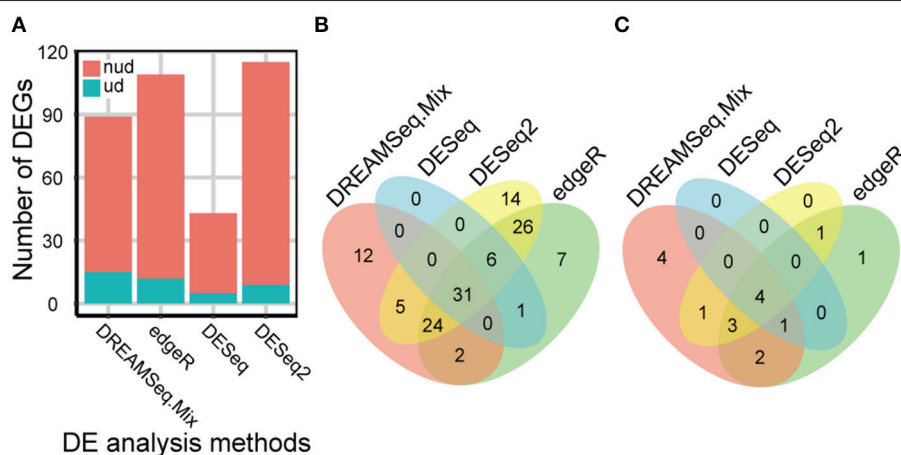 A
Number of DEGs
120
90
60
30
0
nud
ud
DREAMSeq.Mix
edgeR
DESeq
DESeq2
DE analysis methods
B
DREAMSeq.Mix
DESeq
DESeq2
edgeR
0
14
0
0
26
12
0
6
7
5
31
1
24
0
2
C
DREAMSeq.Mix
DESeq
DESeq2
edgeR
0
0
0
0
1
4
0
0
1
1
4
0
3
1
2